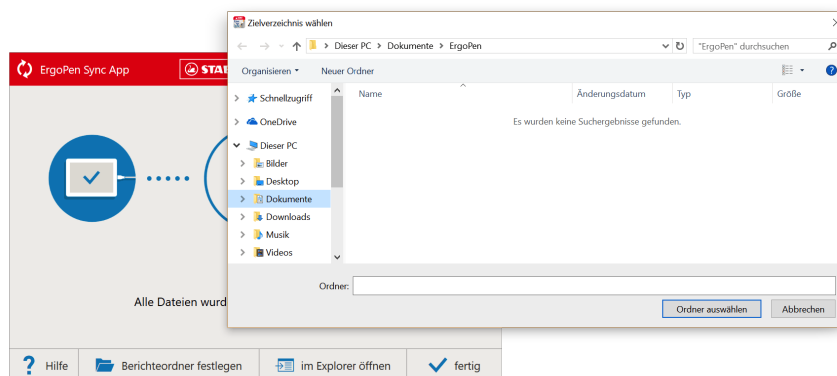 Zielverzeichnis wählen
Dieser PC > Dokumente > ErgoPen
"ErgoPen" durchsuchen
Organisieren
Neuer Ordner
Name
Änderungsdatum
Typ
Größe
Schnellzugriff
OneDrive
Dieser PC
Bilder
Desktop
Dokumente
Downloads
Musik
Videos
Es wurden keine Suchergebnisse gefunden.
Ordner:
Ordner auswählen
Abbrechen
ErgoPen Sync App
Alle Dateien wurd
? Hilfe
Berichteordner festlegen
im Explorer öffnen
fertig